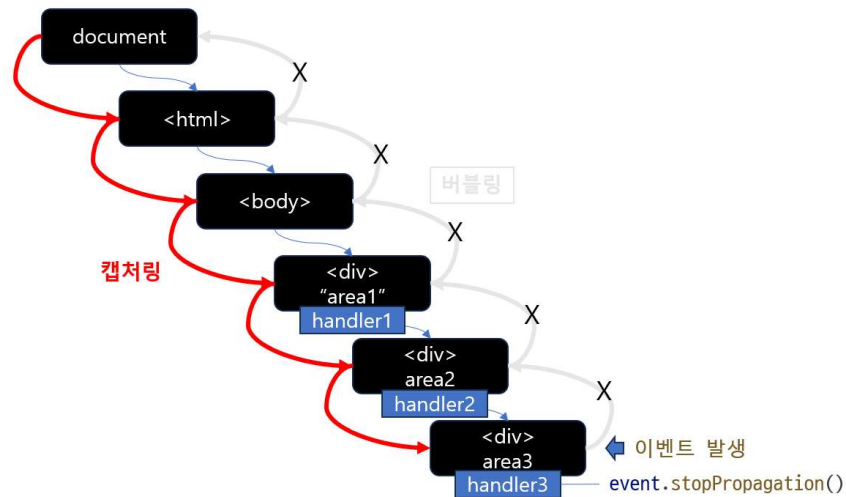 document
X
<html>
X
버블링
<body>
X
캡처링
<div>
“area1”
handler1
X
<div>
area2
handler2
X
<div>
area3
이벤트 발생
handler3
event.stopPropagation()